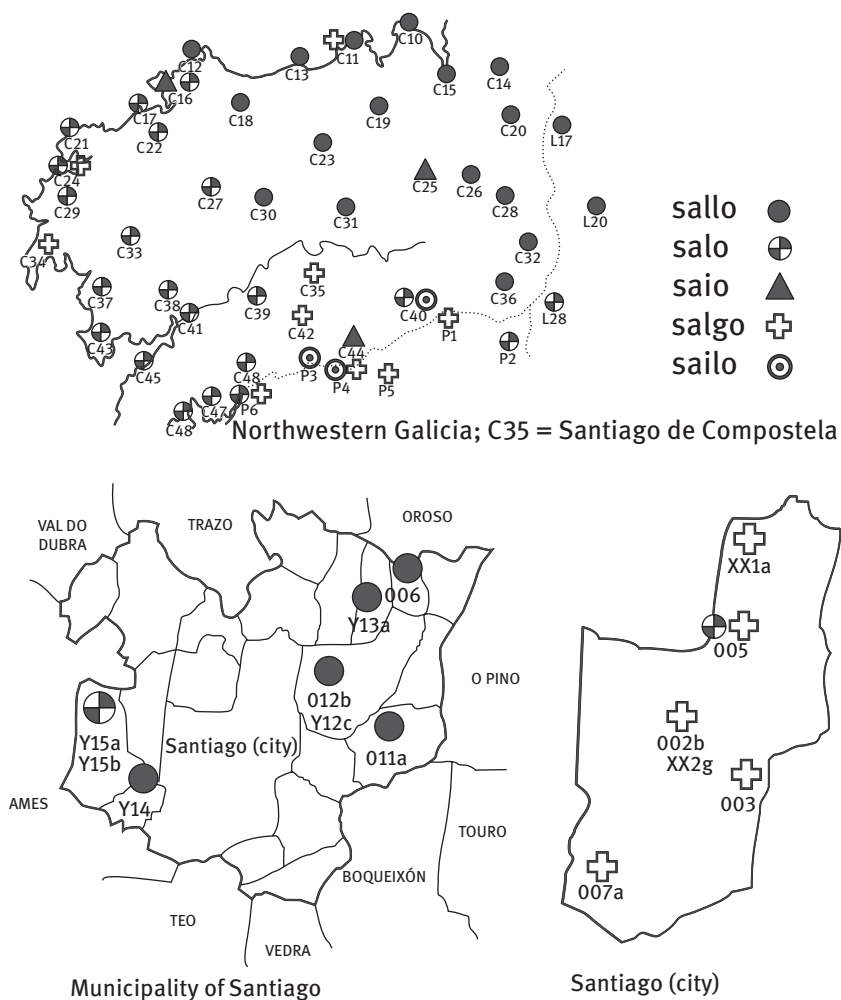 C10
C11
C12
C13
C14
C15
C16
C17
C18
C19
C20
L17
C21
C22
C23
C24
C25
C26
C27
C28
C29
C30
C31
L20
C32
C33
C34
C35
C36
C37
C38
C39
C40
C41
L28
C42
P1
C43
C44
P2
C45
C48
P3
P4
P5
C47
P6
C48
sallo
salo
saio
salgo
sailo
Northwestern Galicia; C35 = Santiago de Compostela
VAL DO
DUBRA
TRAZO
OROSO
006
Y13a
O PINO
012b
Y12c
011a
Santiago (city)
Y15a
Y15b
Y14
AMES
TOURO
BOQUEIXÓN
TEO
VEDRA
Municipality of Santiago
XX1a
005
002b
XX2g
003
007a
Santiago (city)